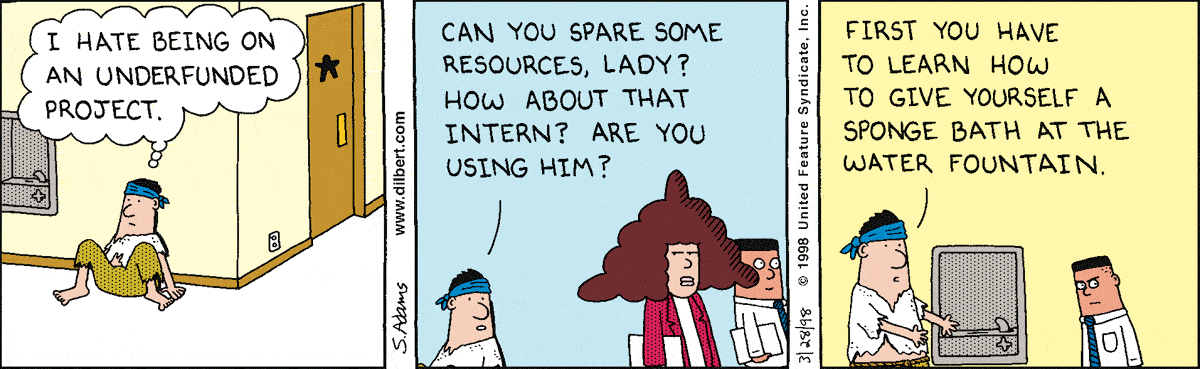 I HATE BEING ON
AN UNDERFUNDED
PROJECT.
S. Adams
www.dilbert.com
CAN YOU SPARE SOME
RESOURCES, LADY?
HOW ABOUT THAT
INTERN? ARE YOU
USING HIM?
3/28/98 © 1998 United Feature Syndicate, Inc.
FIRST YOU HAVE
TO LEARN HOW
TO GIVE YOURSELF A
SPONGE BATH AT THE
WATER FOUNTAIN.